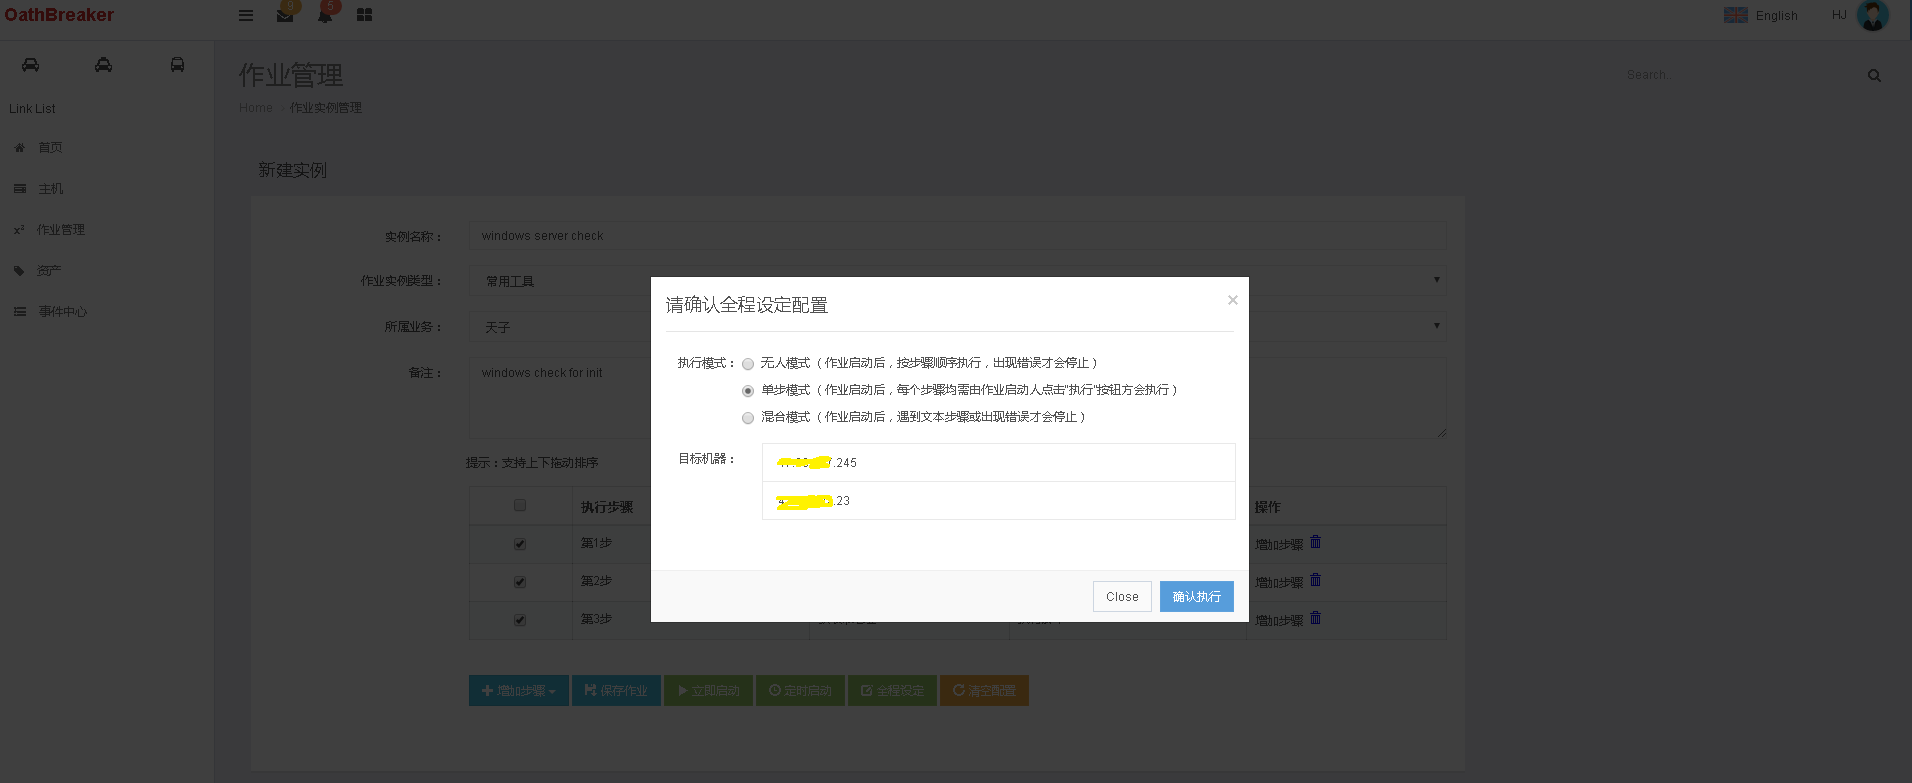 OathBreaker
9
5
English
HJ
作业管理
Search..
Home
作业实例管理
Link List
首页
主机
作业管理
资产
事件中心
新建实例
实例名称：
windows server check
作业实例类型：
常用工具
所属业务：
天子
备注：
windows check for init
请确认全程设定配置
×
执行模式：
无人模式（作业启动后，按步骤顺序执行，出现错误才会停止）
单步模式（作业启动后，每个步骤均需由作业启动人点击"执行"按钮方会执行）
混合模式（作业启动后，遇到文本步骤或出现错误才会停止）
目标机器：
.245
.23
Close
确认执行
提示：支持上下拖动排序
执行步骤
操作
第1步
增加步骤
第2步
增加步骤
第3步
增加步骤
增加步骤
保存作业
立即启动
定时启动
全程设定
清空配置